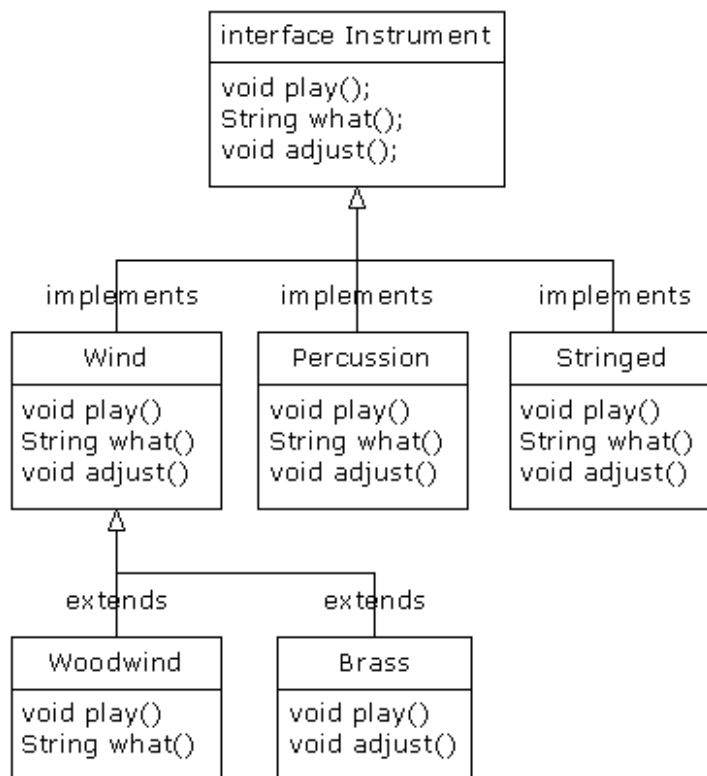 interface Instrument
void play();
String what();
void adjust();
implements
implements
implements
Wind
void play()
String what()
void adjust()
Percussion
void play()
String what()
void adjust()
Stringed
void play()
String what()
void adjust()
extends
extends
Woodwind
void play()
String what()
Brass
void play()
void adjust()